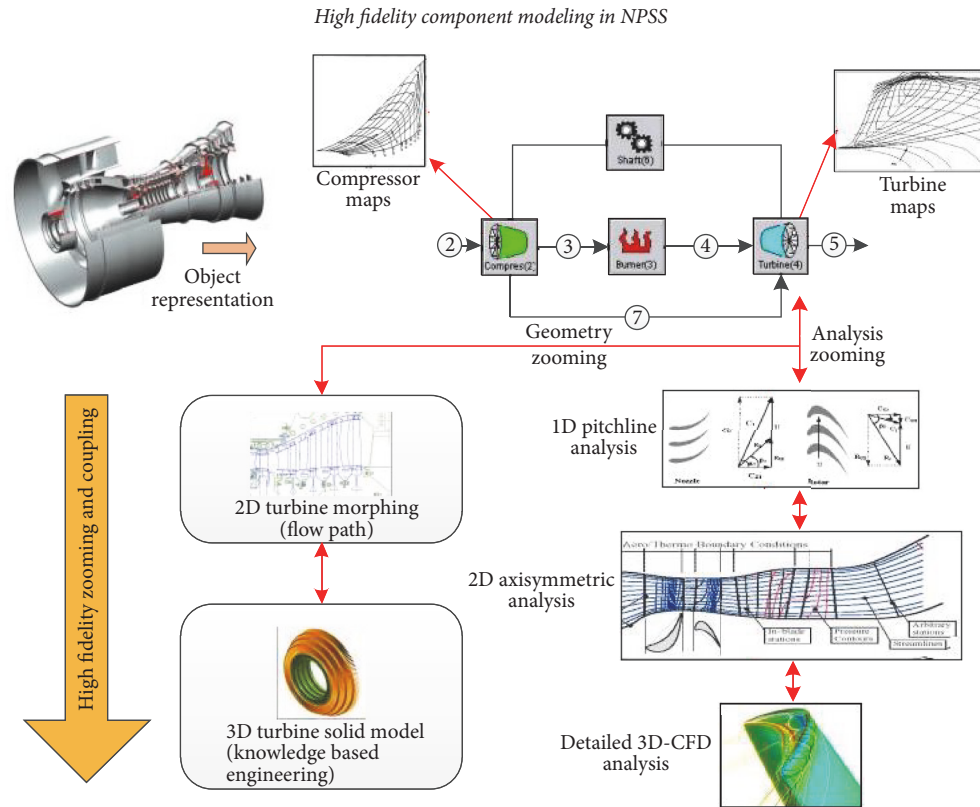 High fidelity component modeling in NPSS
Compressor
maps
Shaft(6)
Turbine
maps
2
Compres(2)
3
Burner(3)
4
Turbine(4)
5
7
Object
representation
Geometry
zooming
Analysis
zooming
High fidelity zooming and coupling
2D turbine morphing
(flow path)
3D turbine solid model
(knowledge based
engineering)
1D pitchline
analysis
Nozzle
Rotor
2D axisymmetric
analysis
Aero/Thermo Boundary Conditions
In-blade
stations
Pressure
Contours
Arbitrary
stations
Streamlines
Detailed 3D-CFD
analysis